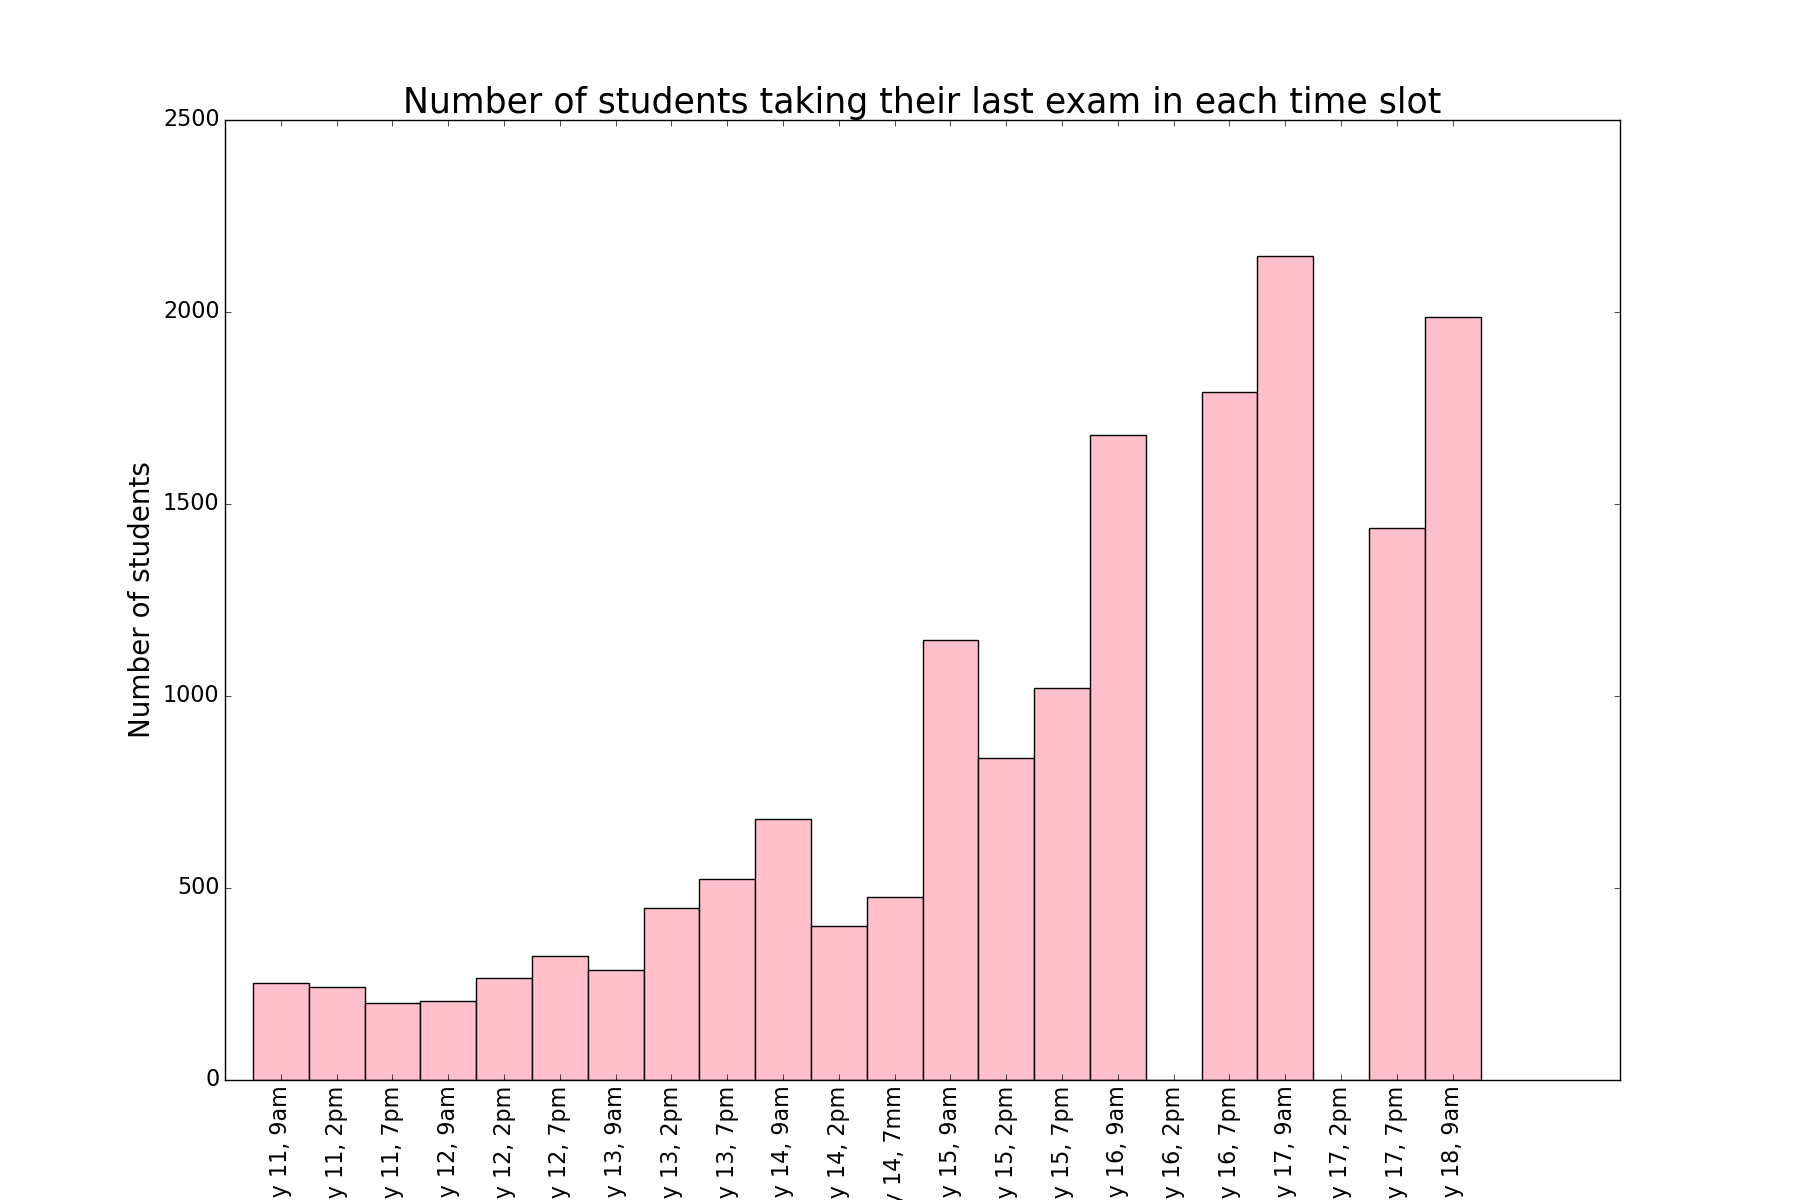 Number of students taking their last exam in each time slot
2500
2000
1500
1000
500
0
Number of students
y 11, 9am
y 11, 2pm
y 11, 7pm
y 12, 9am
y 12, 2pm
y 12, 7pm
y 13, 9am
y 13, 2pm
y 13, 7pm
y 14, 9am
y 14, 2pm
y 14, 7mm
y 15, 9am
y 15, 2pm
y 15, 7pm
y 16, 9am
y 16, 2pm
y 16, 7pm
y 17, 9am
y 17, 2pm
y 17, 7pm
y 18, 9am